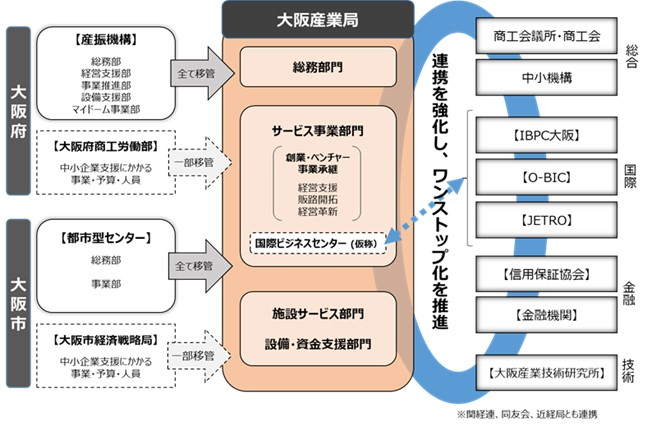 大阪府
【産振機構】
総務部
経営支援部
事業推進部
設備支援部
マイドーム事業部
全て移管
【大阪府商工労働部】
中小企業支援にかかる
事業・予算・人員
一部移管
大阪市
【都市型センター】
総務部
事業部
全て移管
【大阪市経済戦略局】
中小企業支援にかかる
事業・予算・人員
一部移管
大阪産業局
総務部門
サービス事業部門
創業・ベンチャー
事業承継
経営支援
販路開拓
経営革新
国際ビジネスセンター (仮称)
施設サービス部門
設備・資金支援部門
連携を強化し、ワンストップ化を推進
商工会議所・商工会
中小機構
総合
【IBPC大阪】
【O-BIC】
【JETRO】
国際
【信用保証協会】
【金融機関】
金融
【大阪産業技術研究所】
技術
※関経連、同友会、近経局とも連携